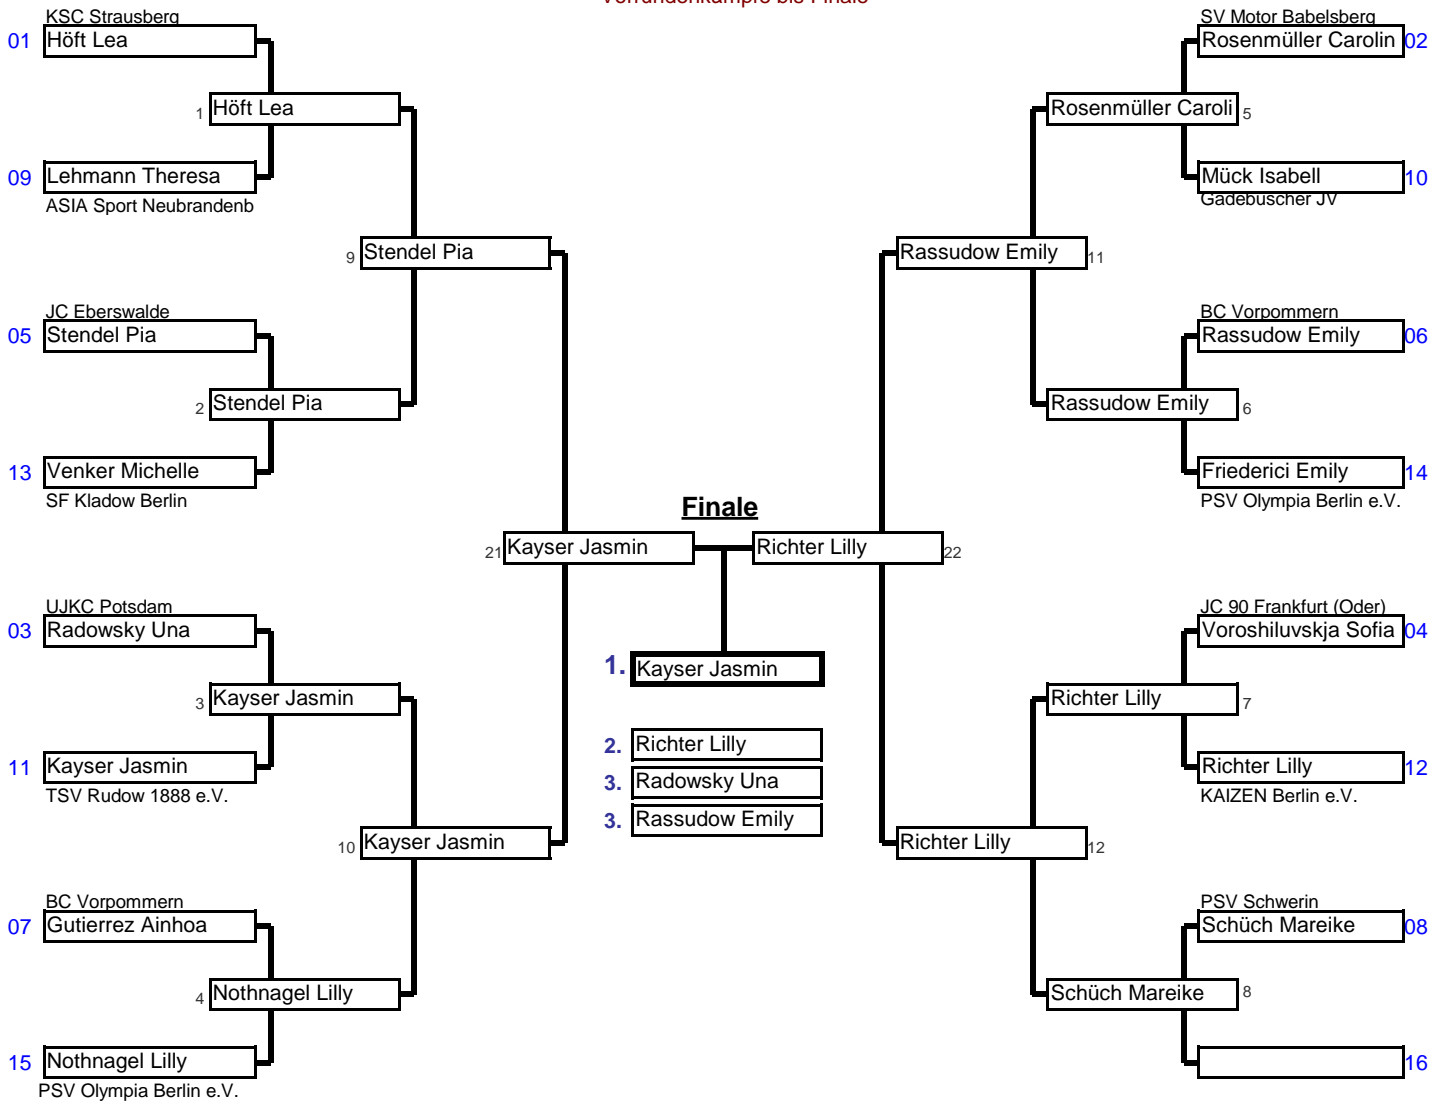 Vorrundenkämpfe bis Finale
KSC Strausberg
01 Höft Lea
1 Höft Lea
09 Lehmann Theresa
ASIA Sport Neubrandenb
9 Stendel Pia
JC Eberswalde
05 Stendel Pia
2 Stendel Pia
13 Venker Michelle
SF Kladow Berlin
21 Kayser Jasmin
UJKC Potsdam
03 Radowsky Una
3 Kayser Jasmin
11 Kayser Jasmin
TSV Rudow 1888 e.V.
10 Kayser Jasmin
BC Vorpommern
07 Gutierrez Ainhoa
4 Nothnagel Lilly
15 Nothnagel Lilly
PSV Olympia Berlin e.V.
Finale
1. Kayser Jasmin
2. Richter Lilly
3. Radowsky Una
3. Rassudow Emily
SV Motor Babelsberg
Rosenmüller Carolin 02
Rosenmüller Caroli 5
Mück Isabell 10
Gadebuscher JV
Rassudow Emily 11
BC Vorpommern
Rassudow Emily 06
Rassudow Emily 6
Friederici Emily 14
PSV Olympia Berlin e.V.
Richter Lilly 22
JC 90 Frankfurt (Oder)
Voroshiluvskja Sofia 04
Richter Lilly 7
Richter Lilly 12
KAIZEN Berlin e.V.
Richter Lilly 12
PSV Schwerin
Schüch Mareike 08
Schüch Mareike 8
16